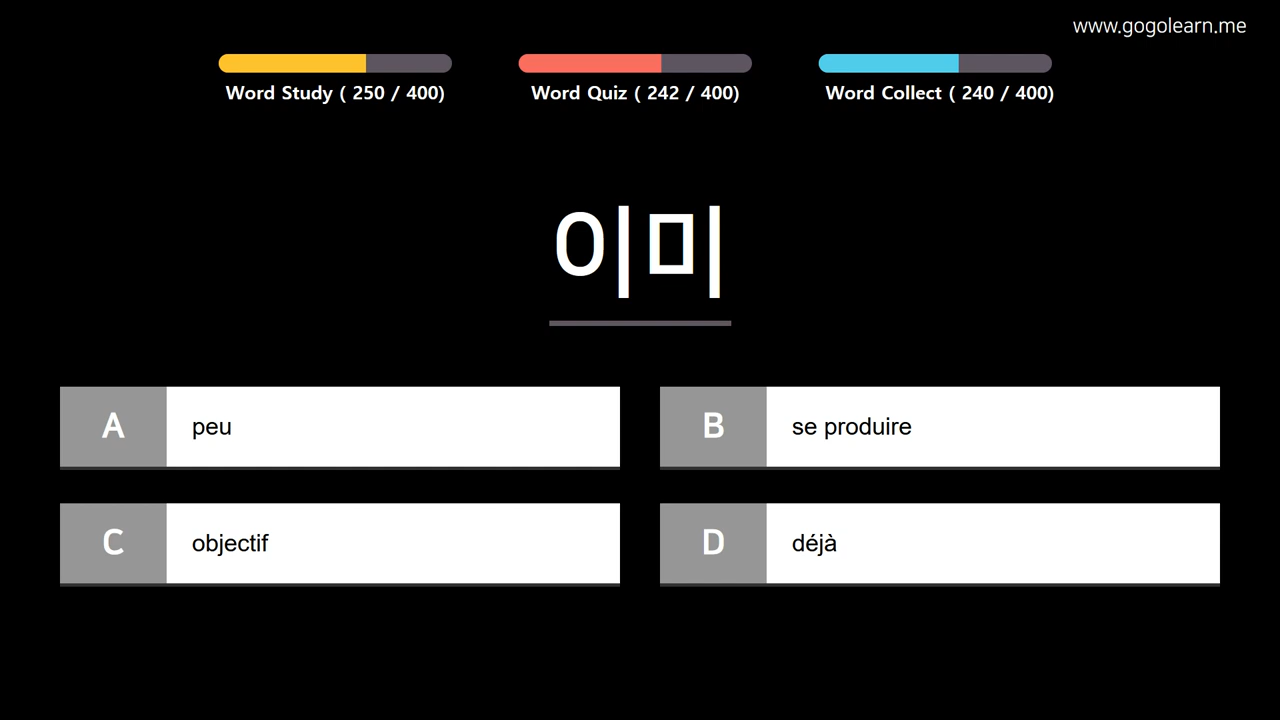 www.gogolearn.me
Word Study ( 250 / 400)
Word Quiz ( 242 / 400)
Word Collect ( 240 / 400)
이미
A
peu
B
se produire
C
objectif
D
déjà